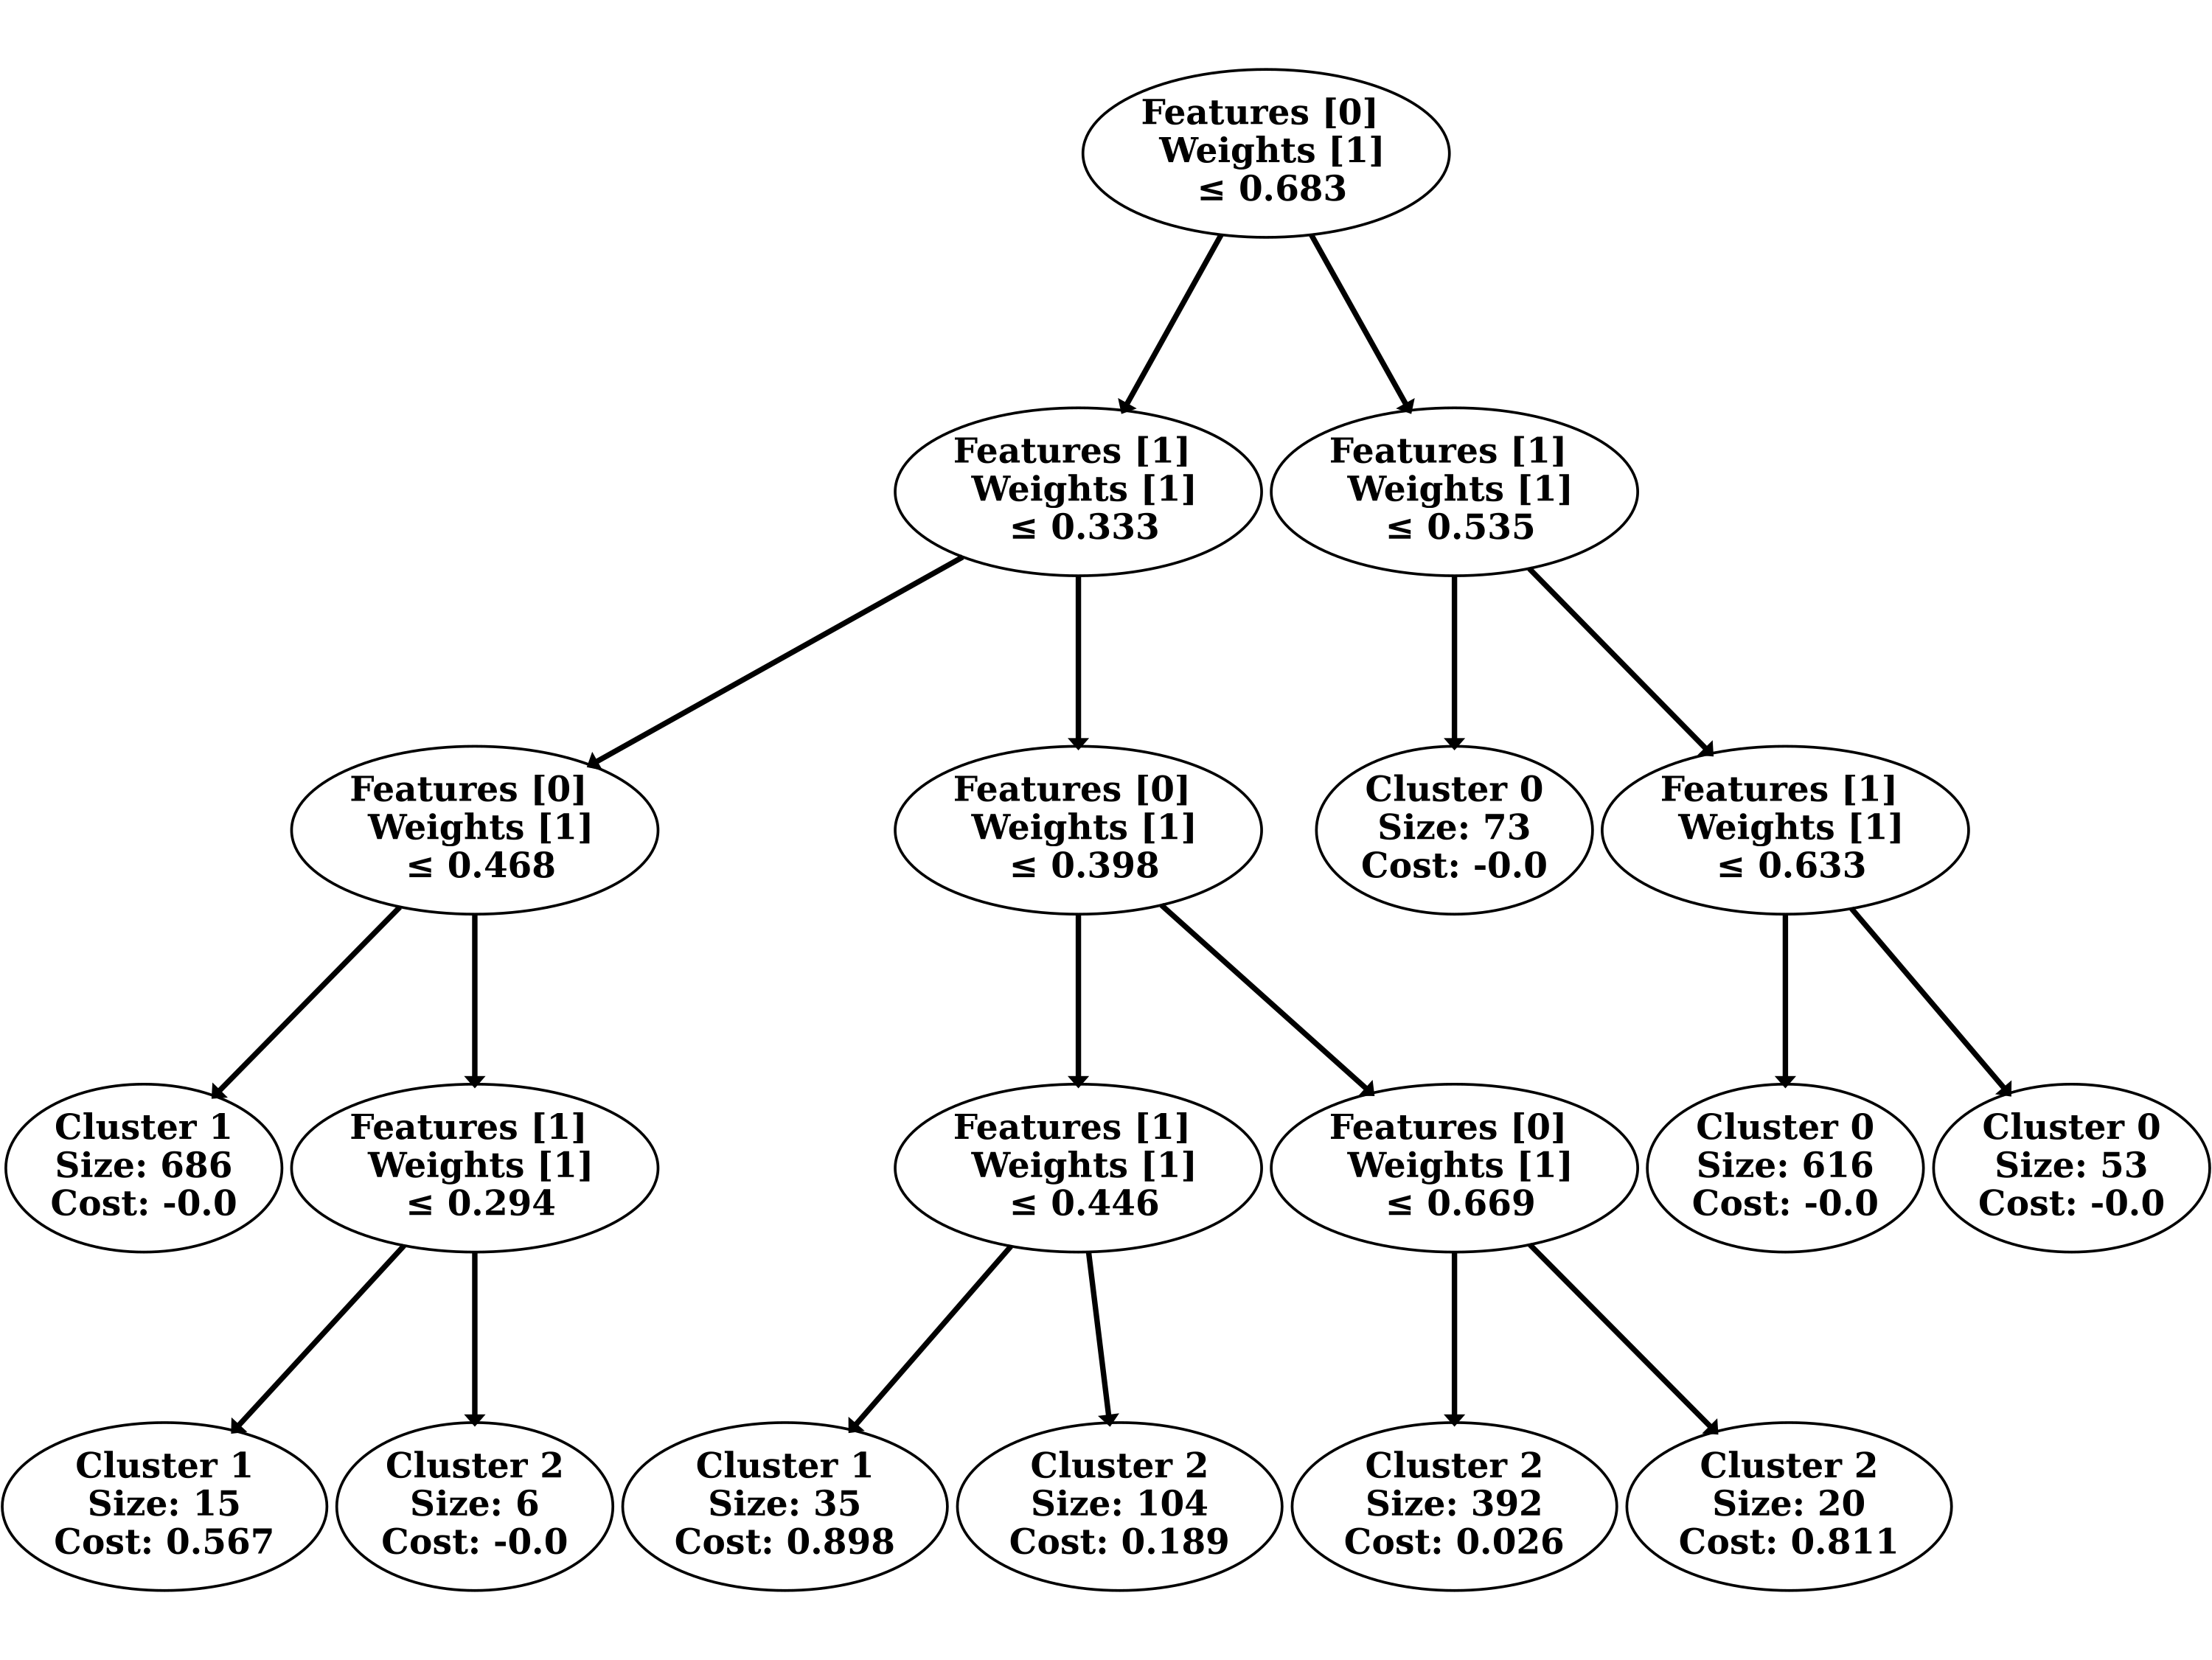 Features [0]
Weights [1]
≤ 0.683
Features [1]
Weights [1]
≤ 0.333
Features [1]
Weights [1]
≤ 0.535
Features [0]
Weights [1]
≤ 0.468
Features [0]
Weights [1]
≤ 0.398
Cluster 0
Size: 73
Cost: -0.0
Features [1]
Weights [1]
≤ 0.633
Cluster 1
Size: 686
Cost: -0.0
Features [1]
Weights [1]
≤ 0.294
Features [1]
Weights [1]
≤ 0.446
Features [0]
Weights [1]
≤ 0.669
Cluster 0
Size: 616
Cost: -0.0
Cluster 0
Size: 53
Cost: -0.0
Cluster 1
Size: 15
Cost: 0.567
Cluster 2
Size: 6
Cost: -0.0
Cluster 1
Size: 35
Cost: 0.898
Cluster 2
Size: 104
Cost: 0.189
Cluster 2
Size: 392
Cost: 0.026
Cluster 2
Size: 20
Cost: 0.811